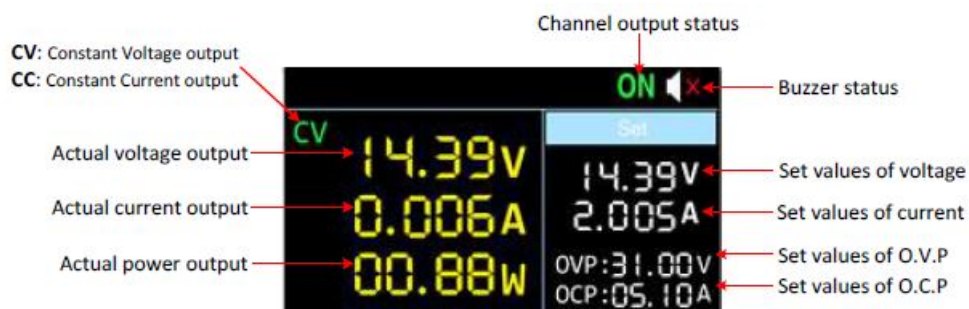 Channel output status
CV: Constant Voltage output
CC: Constant Current output
ON
Buzzer status
CV
Set
Actual voltage output
14.39V
14.39V
Set values of voltage
Actual current output
0.006A
2.005A
Set values of current
Actual power output
00.88W
OVP:31.00V
Set values of O.V.P
OCP:05.10A
Set values of O.C.P